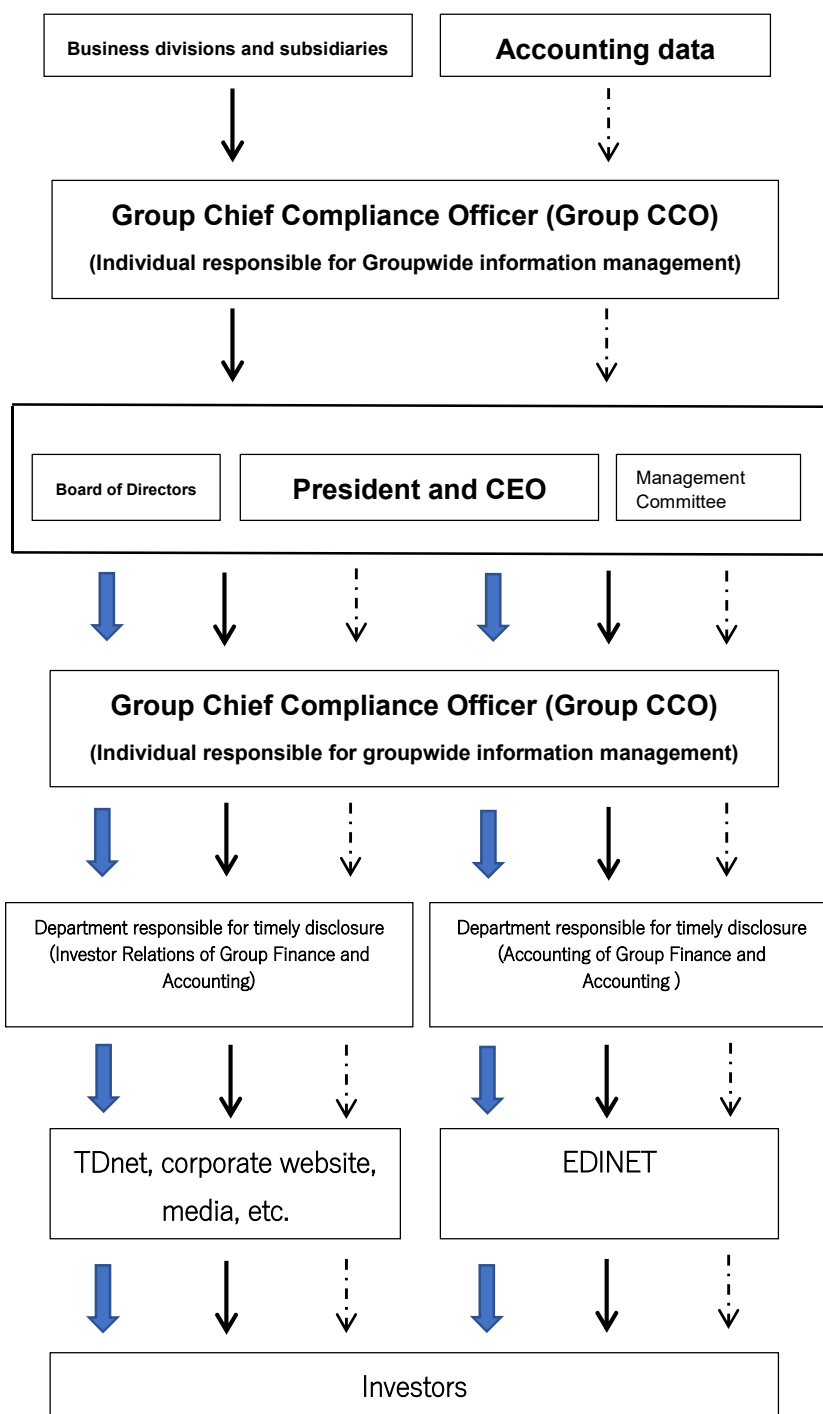 Business divisions and subsidiaries
Accounting data
Group Chief Compliance Officer (Group CCO)
(Individual responsible for Groupwide information management)
Board of Directors
President and CEO
Management
Committee
Group Chief Compliance Officer (Group CCO)
(Individual responsible for groupwide information management)
Department responsible for timely disclosure
(Investor Relations of Group Finance and
Accounting)
Department responsible for timely disclosure
(Accounting of Group Finance and
Accounting )
TDnet, corporate website,
media, etc.
EDINET
Investors